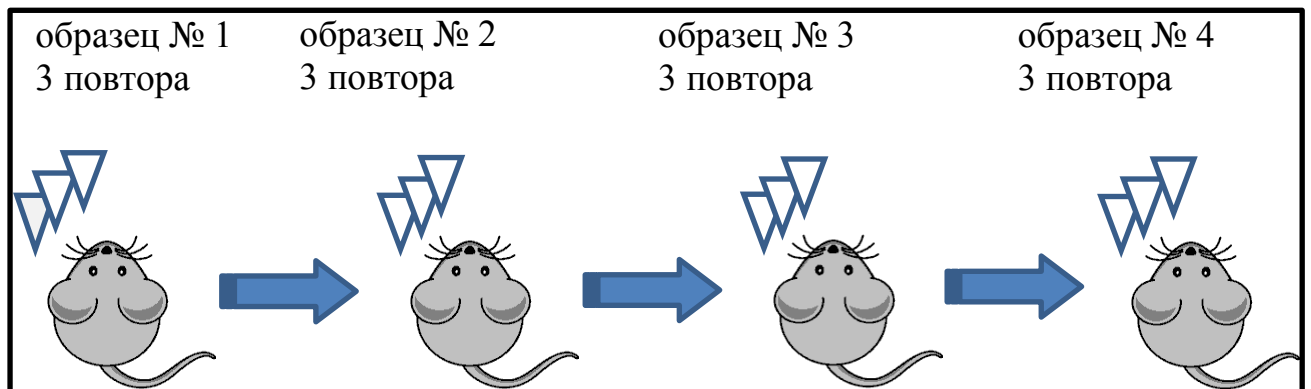 образец № 1
3 повтора
образец № 2
3 повтора
образец № 3
3 повтора
образец № 4
3 повтора